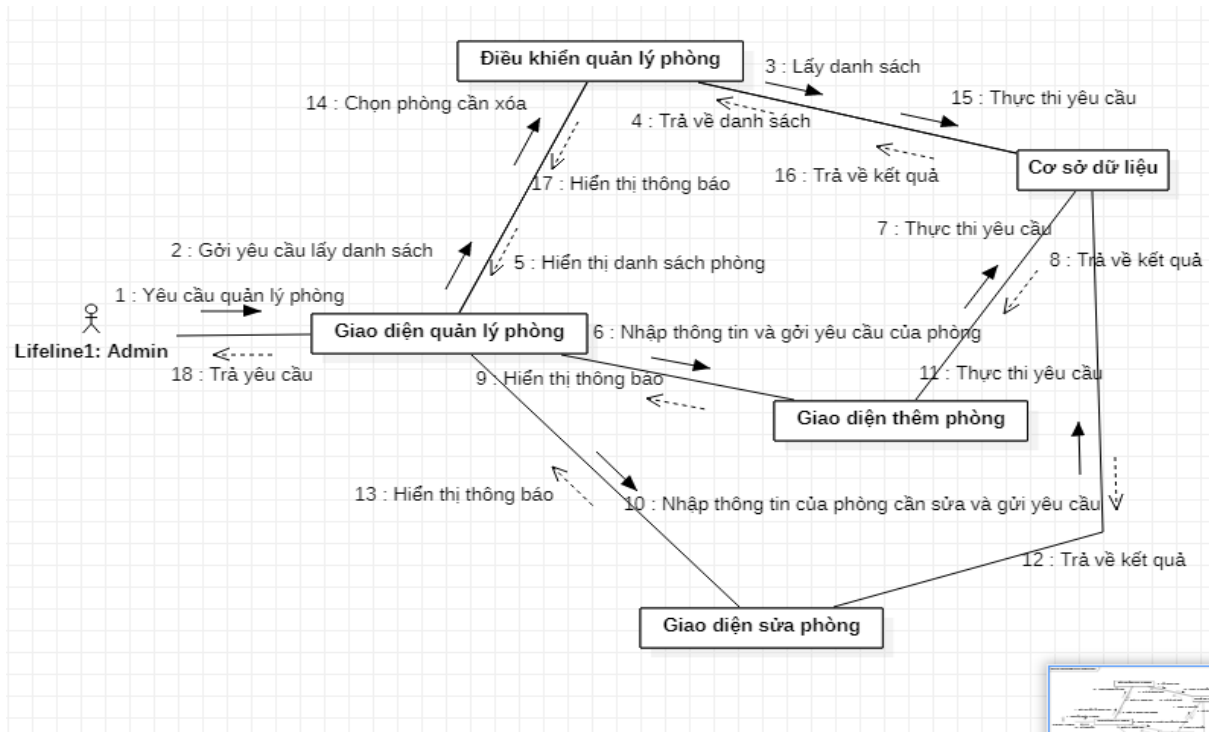 Điều khiển quản lý phòng
3 : Lấy danh sách
14 : Chọn phòng cần xóa
15 : Thực thi yêu cầu
4 : Trả về danh sách
Cơ sở dữ liệu
16 : Trả về kết quả
17 : Hiển thị thông báo
7 : Thực thi yêu cầu
2 : Gởi yêu cầu lấy danh sách
8 : Trả về kết quả
5 : Hiển thị danh sách phòng
1 : Yêu cầu quản lý phòng
Giao diện quản lý phòng
6 : Nhập thông tin và gởi yêu cầu của phòng
Lifeline1: Admin
18 : Trả yêu cầu
9 : Hiển thị thông báo
11 : Thực thi yêu cầu
Giao diện thêm phòng
13 : Hiển thị thông báo
10 : Nhập thông tin của phòng cần sửa và gửi yêu cầu
12 : Trả về kết quả
Giao diện sửa phòng